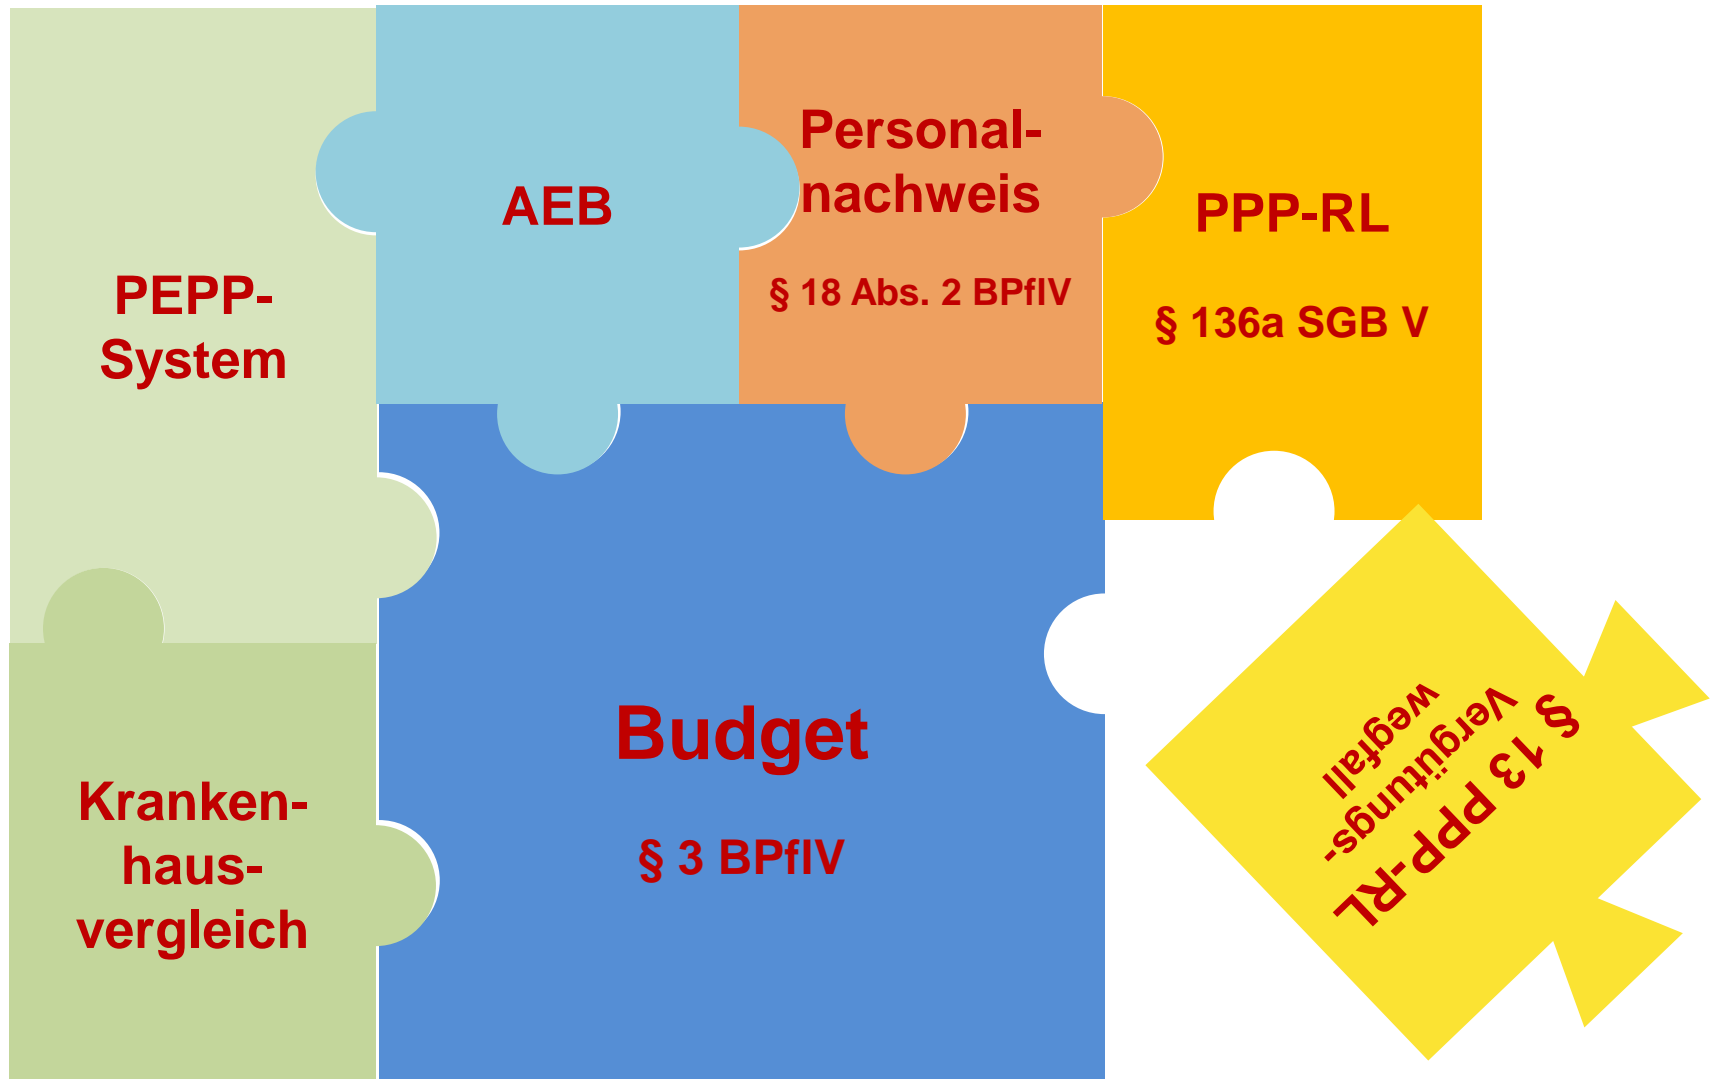 PEPP-
System
AEB
Personal-
nachweis
§ 18 Abs. 2 BPflV
PPP-RL
§ 136a SGB V
Kranken-
haus-
vergleich
Budget
§ 3 BPflV
§ 13 PPP-RL
Vergütungs-
wegfall